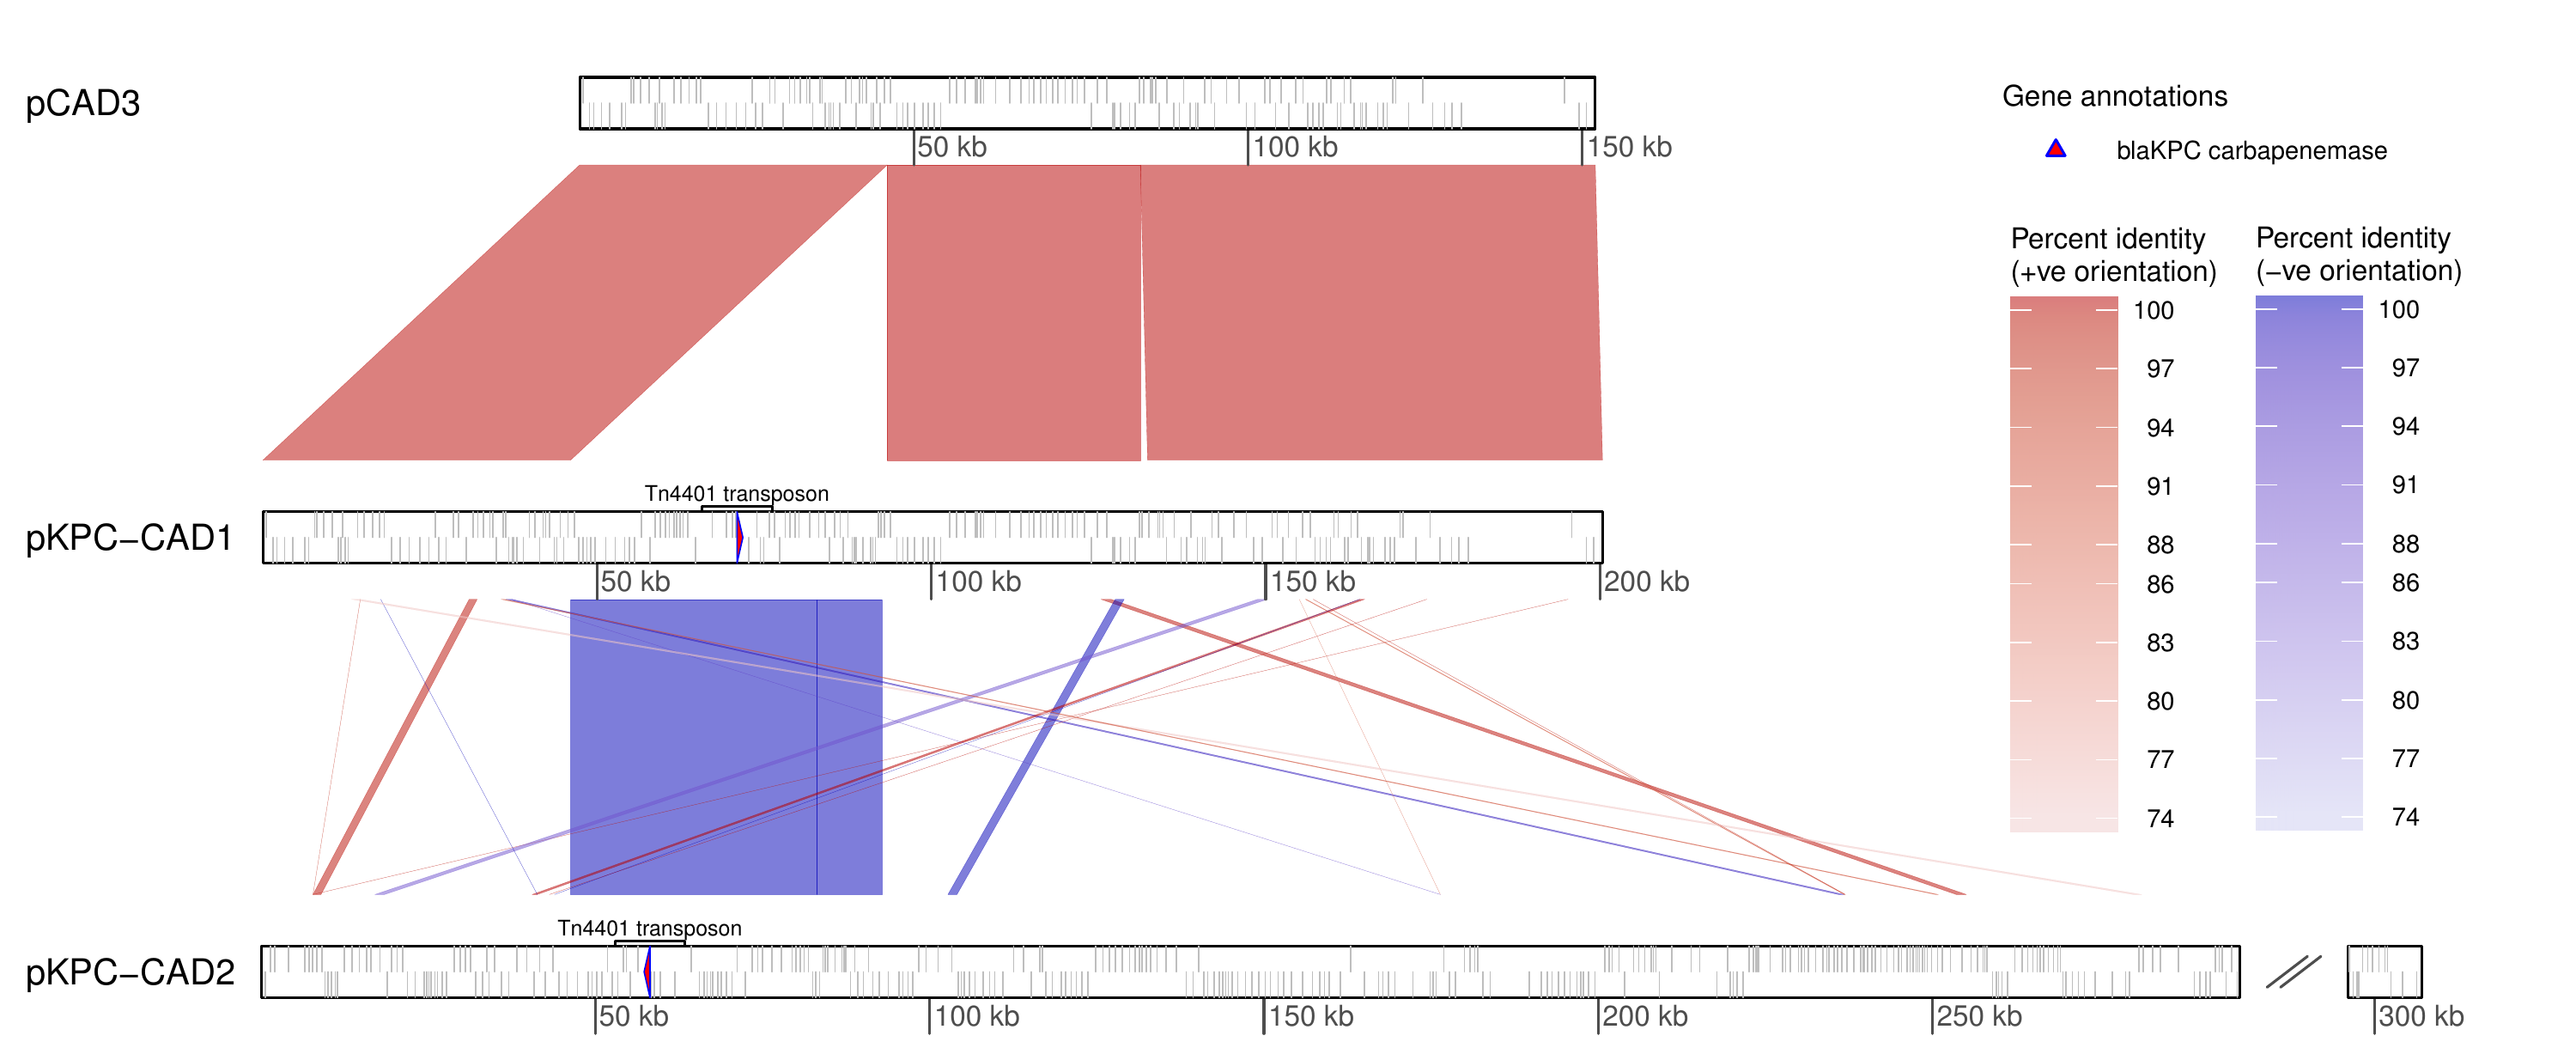 pCAD3
50 kb
100 kb
150 kb
Gene annotations
blaKPC carbapenemase
Percent identity
(+ve orientation)
100
97
94
91
88
86
83
80
77
74
Percent identity
(−ve orientation)
100
97
94
91
88
86
83
80
77
74
Tn4401 transposon
pKPC−CAD1
50 kb
100 kb
150 kb
200 kb
Tn4401 transposon
pKPC−CAD2
50 kb
100 kb
150 kb
200 kb
250 kb
300 kb